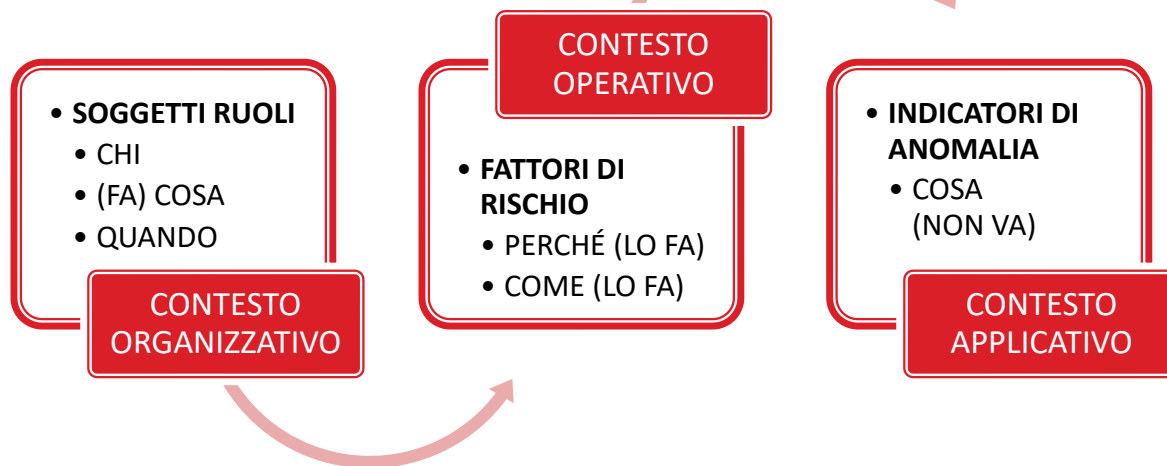 • SOGGETTI RUOLI
• CHI
• (FA) COSA
• QUANDO
CONTESTO
ORGANIZZATIVO
CONTESTO
OPERATIVO
• FATTORI DI
RISCHIO
• PERCHÉ (LO FA)
• COME (LO FA)
• INDICATORI DI
ANOMALIA
• COSA
(NON VA)
CONTESTO
APPLICATIVO